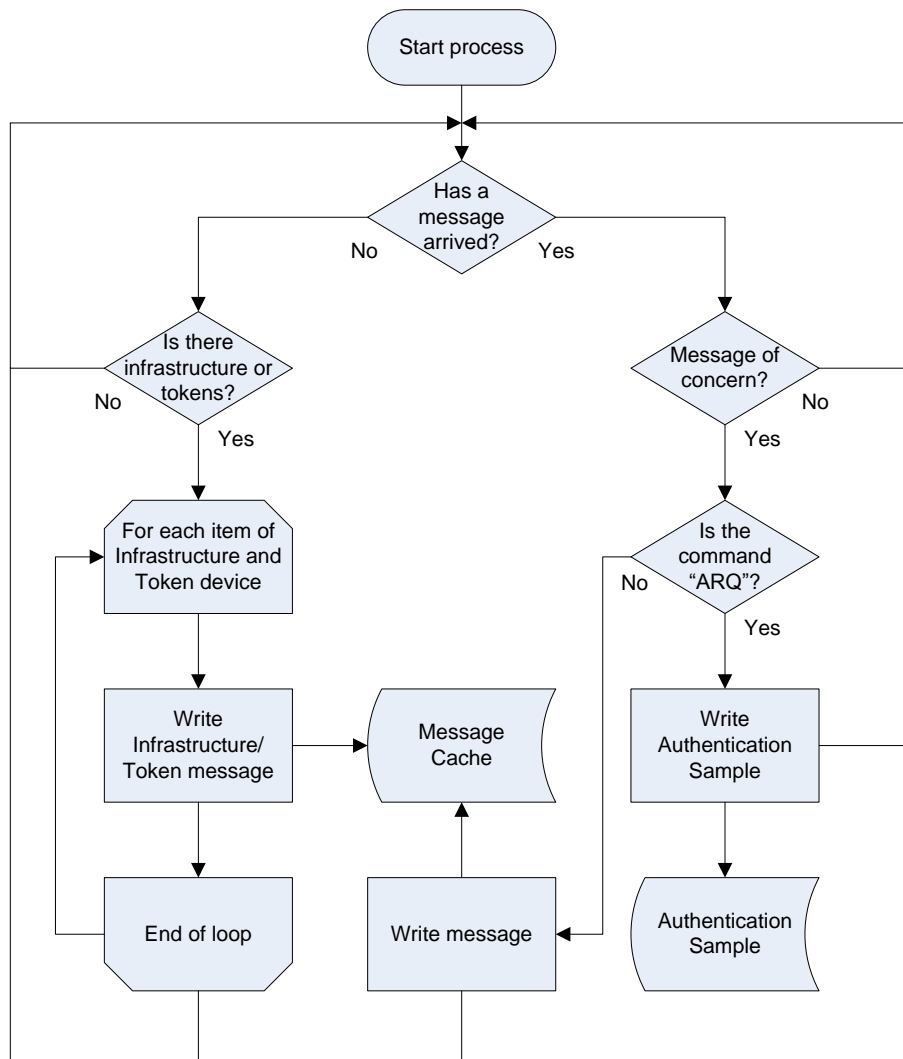 Start process
Has a
message
arrived?
No
Yes
Is there
infrastructure or
tokens?
No
Yes
Message of
concern?
No
Yes
For each item of
Infrastructure and
Token device
Is the
command
“ARQ”?
No
Yes
Write
Infrastructure/
Token message
Message
Cache
Write
Authentication
Sample
End of loop
Write message
Authentication
Sample